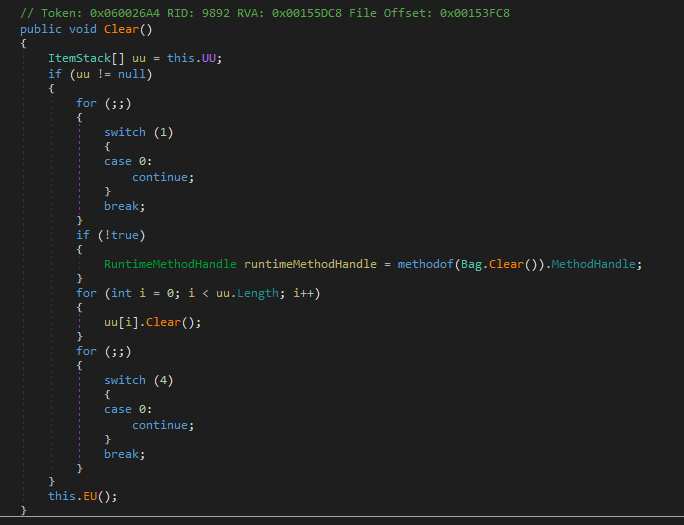 // Token: 0x060026A4 RID: 9892 RVA: 0x00155DC8 File Offset: 0x00153FC8
public void Clear()
{
ItemStack[] uu = this.UU;
if (uu != null)
{
for (;;)
{
switch (1)
{
case 0:
continue;
}
break;
}
if (!true)
{
RuntimeMethodHandle runtimeMethodHandle = methodof(Bag.Clear()).MethodHandle;
}
for (int i = 0; i < uu.Length; i++)
{
uu[i].Clear();
}
for (;;)
{
switch (4)
{
case 0:
continue;
}
break;
}
}
this.EU();
}